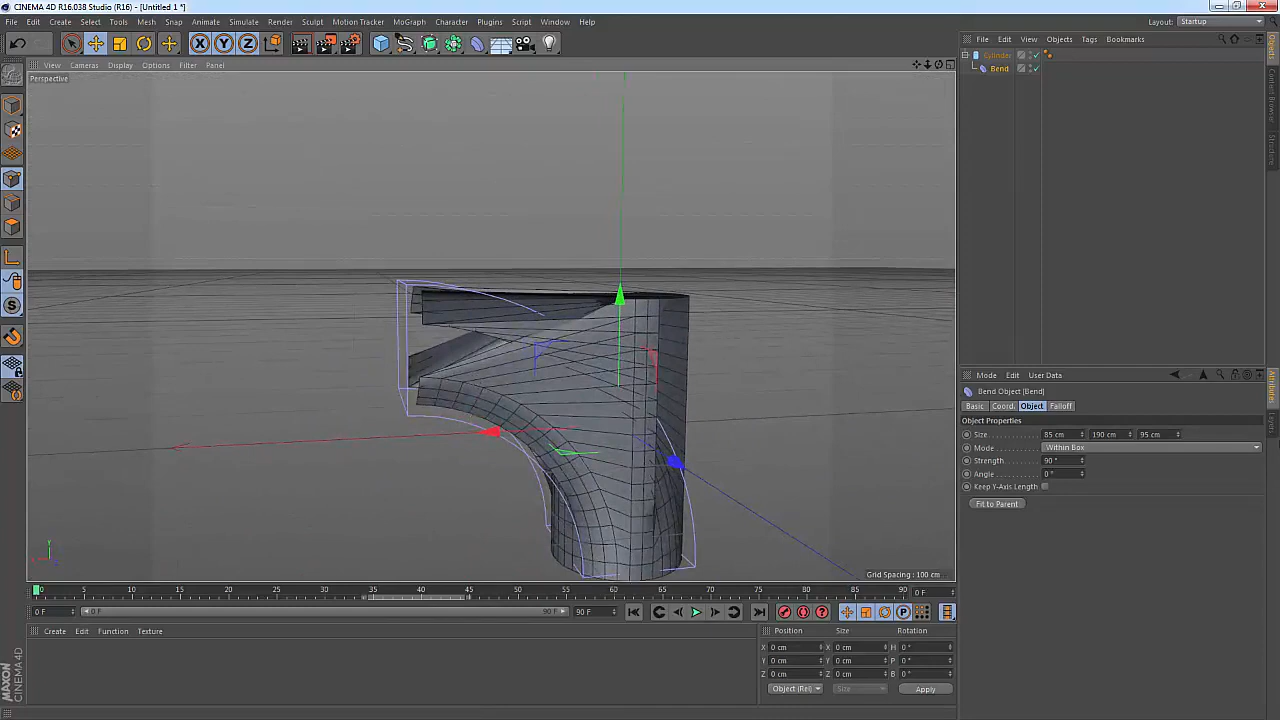 CINEMA 4D R16.038 Studio (R16) - [Untitled 1 *]
File Edit Create Select Tools Mesh Snap Animate Simulate Render Sculpt Motion Tracker MoGraph Character Plugins Script Window Help
Layout: Startup
X Y Z
File Edit View Objects Tags Bookmarks
View Cameras Display Options Filter Panel
Perspective
Cylinder
Bend
Objects
Content Browser
Structure
Mode Edit User Data
Bend Object [Bend]
Basic Coord. Object Falloff
Object Properties
Size 85 cm 190 cm 95 cm
Mode Within Box
Strength 90 °
Angle 0 °
Keep Y-Axis Length
Fit to Parent
Attributes
Layers
Y
Grid Spacing : 100 cm
0 5 10 15 20 25 30 35 40 45 50 55 60 65 70 75 80 85 90 0 F
0 F 0 F 90 F 90 F
Create Edit Function Texture
Position Size Rotation
X 0 cm X 0 cm H 0 °
Y 0 cm Y 0 cm P 0 °
Z 0 cm Z 0 cm B 0 °
Object (Rel) Size Apply
MAXON
CINEMA 4D